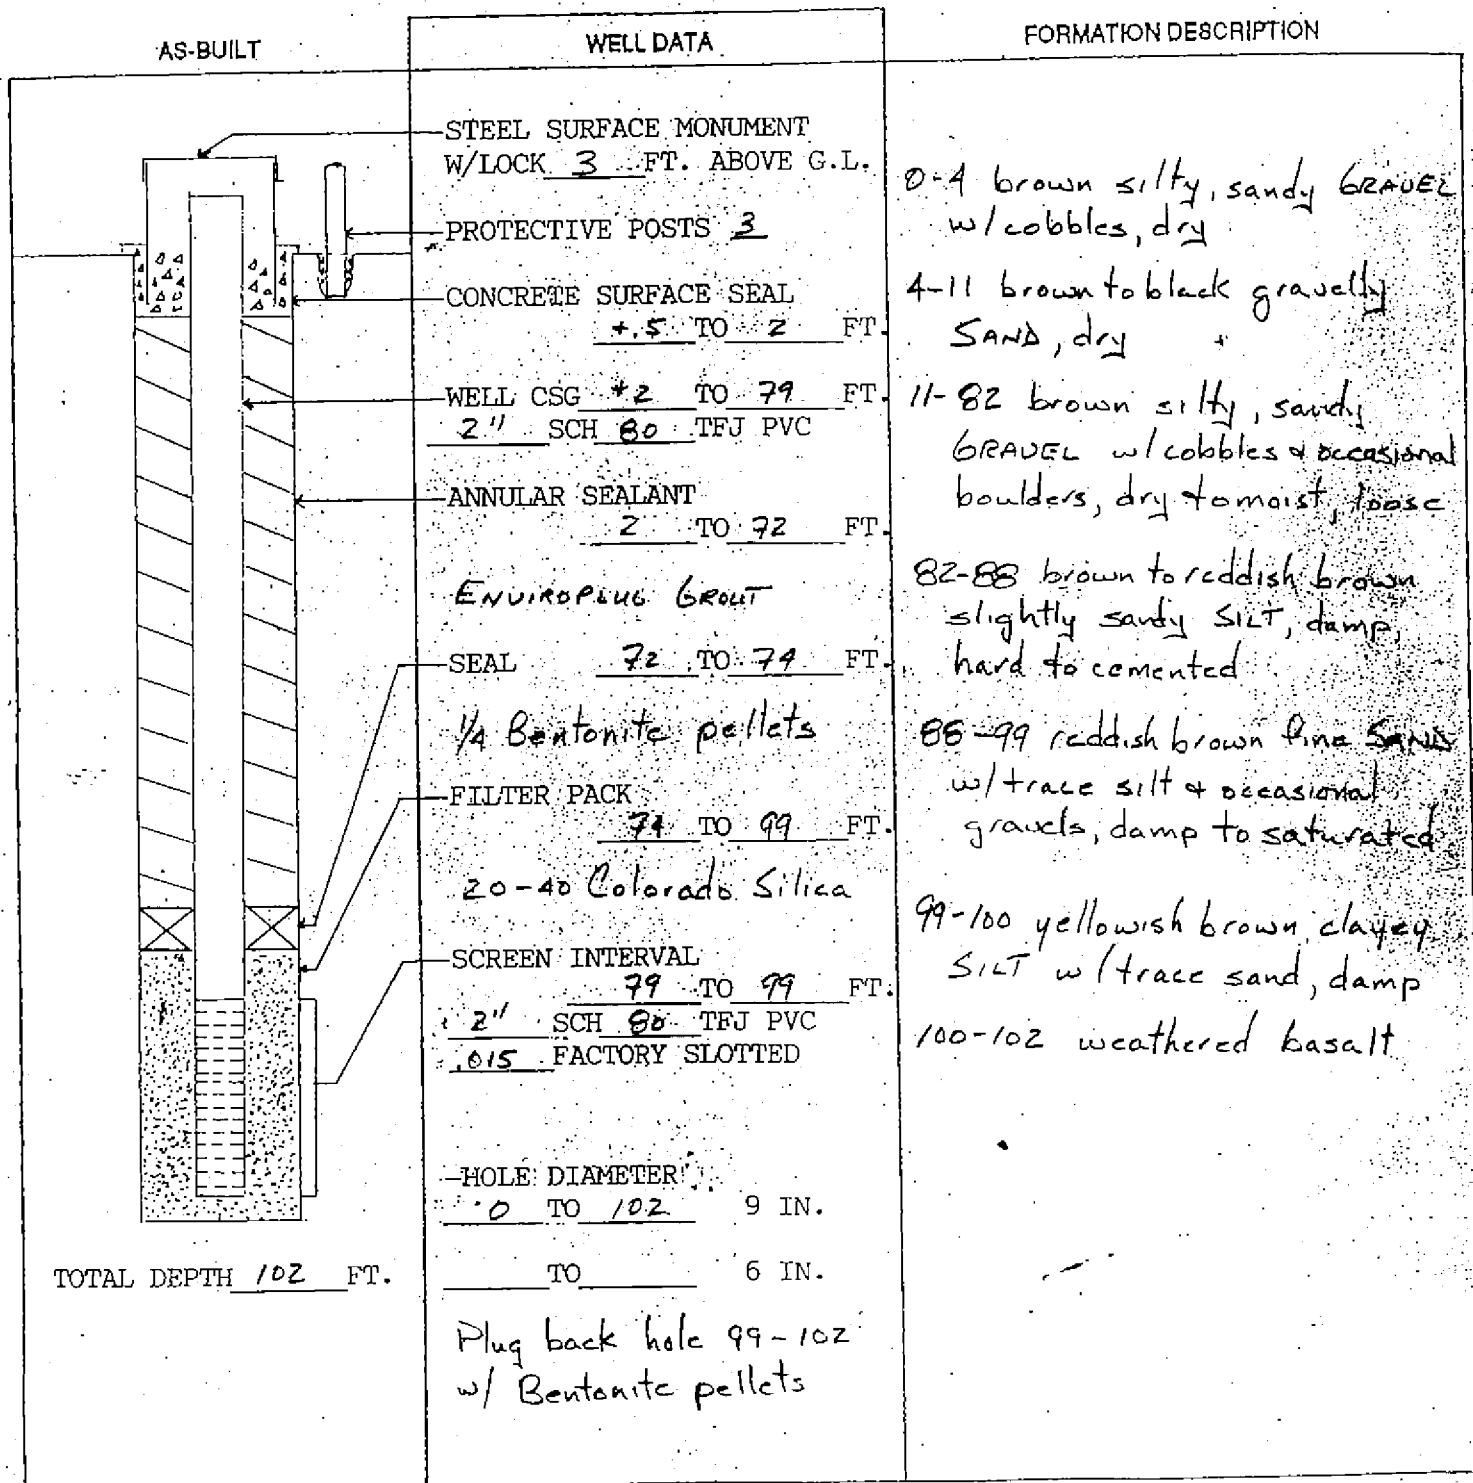 AS-BUILT
WELL DATA
FORMATION DESCRIPTION
STEEL SURFACE MONUMENT
W/LOCK 3 FT. ABOVE G.L.
PROTECTIVE POSTS 3
CONCRETE SURFACE SEAL
+.5 TO 2 FT.
WELL CSG +2 TO 79 FT.
2" SCH 80 TFJ PVC
ANNULAR SEALANT
2 TO 72 FT.
ENVIROPLUG GROUT
SEAL 72 TO 74 FT.
1/4 Bentonite pellets
FILTER PACK
74 TO 99 FT.
20-40 Colorado Silica
SCREEN INTERVAL
79 TO 99 FT.
2" SCH 80 TFJ PVC
.015 FACTORY SLOTTED
HOLE DIAMETER
0 TO 102 9 IN.
TO 6 IN.
Plug back hole 99-102
w/ Bentonite pellets
TOTAL DEPTH 102 FT.
0-4 brown silty, sandy GRAVEL
w/cobbles, dry
4-11 brown to black gravelly
SAND, dry
11-82 brown silty, sandy
GRAVEL w/cobbles & occasional
boulders, dry to moist, loose
82-88 brown to reddish brown
slightly sandy SILT, damp,
hard to cemented
88-99 reddish brown fine SAND
w/trace silt & occasional
gravels, damp to saturated
99-100 yellowish brown clayey
SILT w/trace sand, damp
100-102 weathered basalt